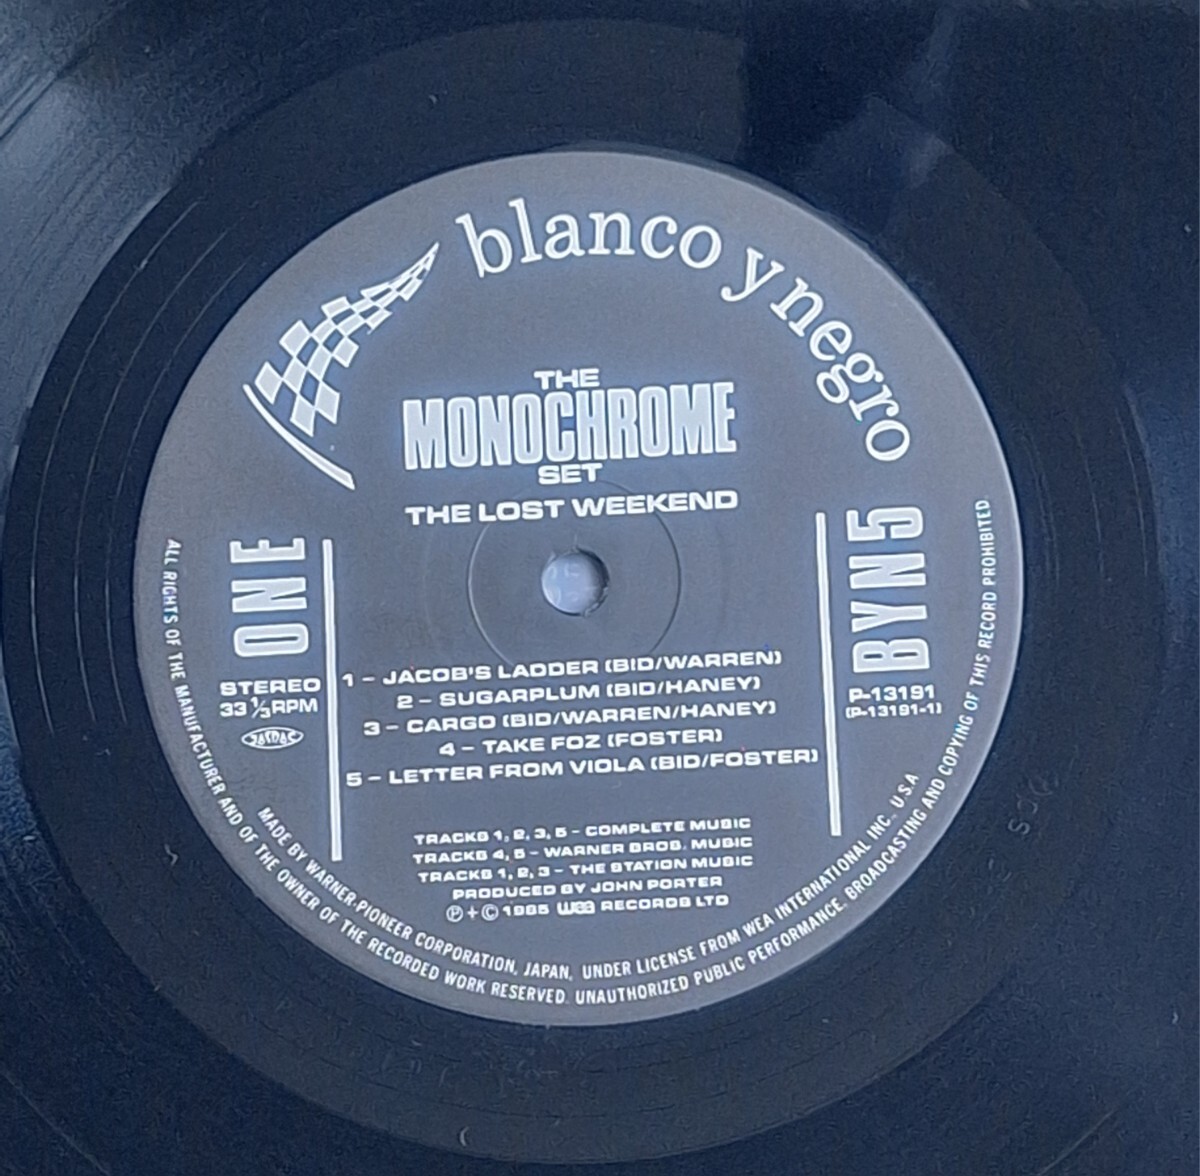 blanco y negro
THE
MONOCHROME
SET
THE LOST WEEKEND
ONE
STEREO
33 1/3 RPM
JASRAC
BYN5
P-13191
(P-13191-1)
1 – JACOB'S LADDER (BID/WARREN)
2 – SUGARPLUM (BID/HANEY)
3 – CARGO (BID/WARREN/HANEY)
4 – TAKE FOZ (FOSTER)
5 – LETTER FROM VIOLA (BID/FOSTER)
TRACKS 1, 2, 3, 5 – COMPLETE MUSIC
TRACKS 4, 5 – WARNER BROS. MUSIC
TRACKS 1, 2, 3 – THE STATION MUSIC
PRODUCED BY JOHN PORTER
℗ + © 1985 wea RECORDS LTD
MADE BY WARNER-PIONEER CORPORATION, JAPAN, UNDER LICENSE FROM WEA INTERNATIONAL INC. U.S.A
ALL RIGHTS OF THE MANUFACTURER AND OF THE OWNER OF THE RECORDED WORK RESERVED. UNAUTHORIZED PUBLIC PERFORMANCE, BROADCASTING AND COPYING OF THIS RECORD PROHIBITED.